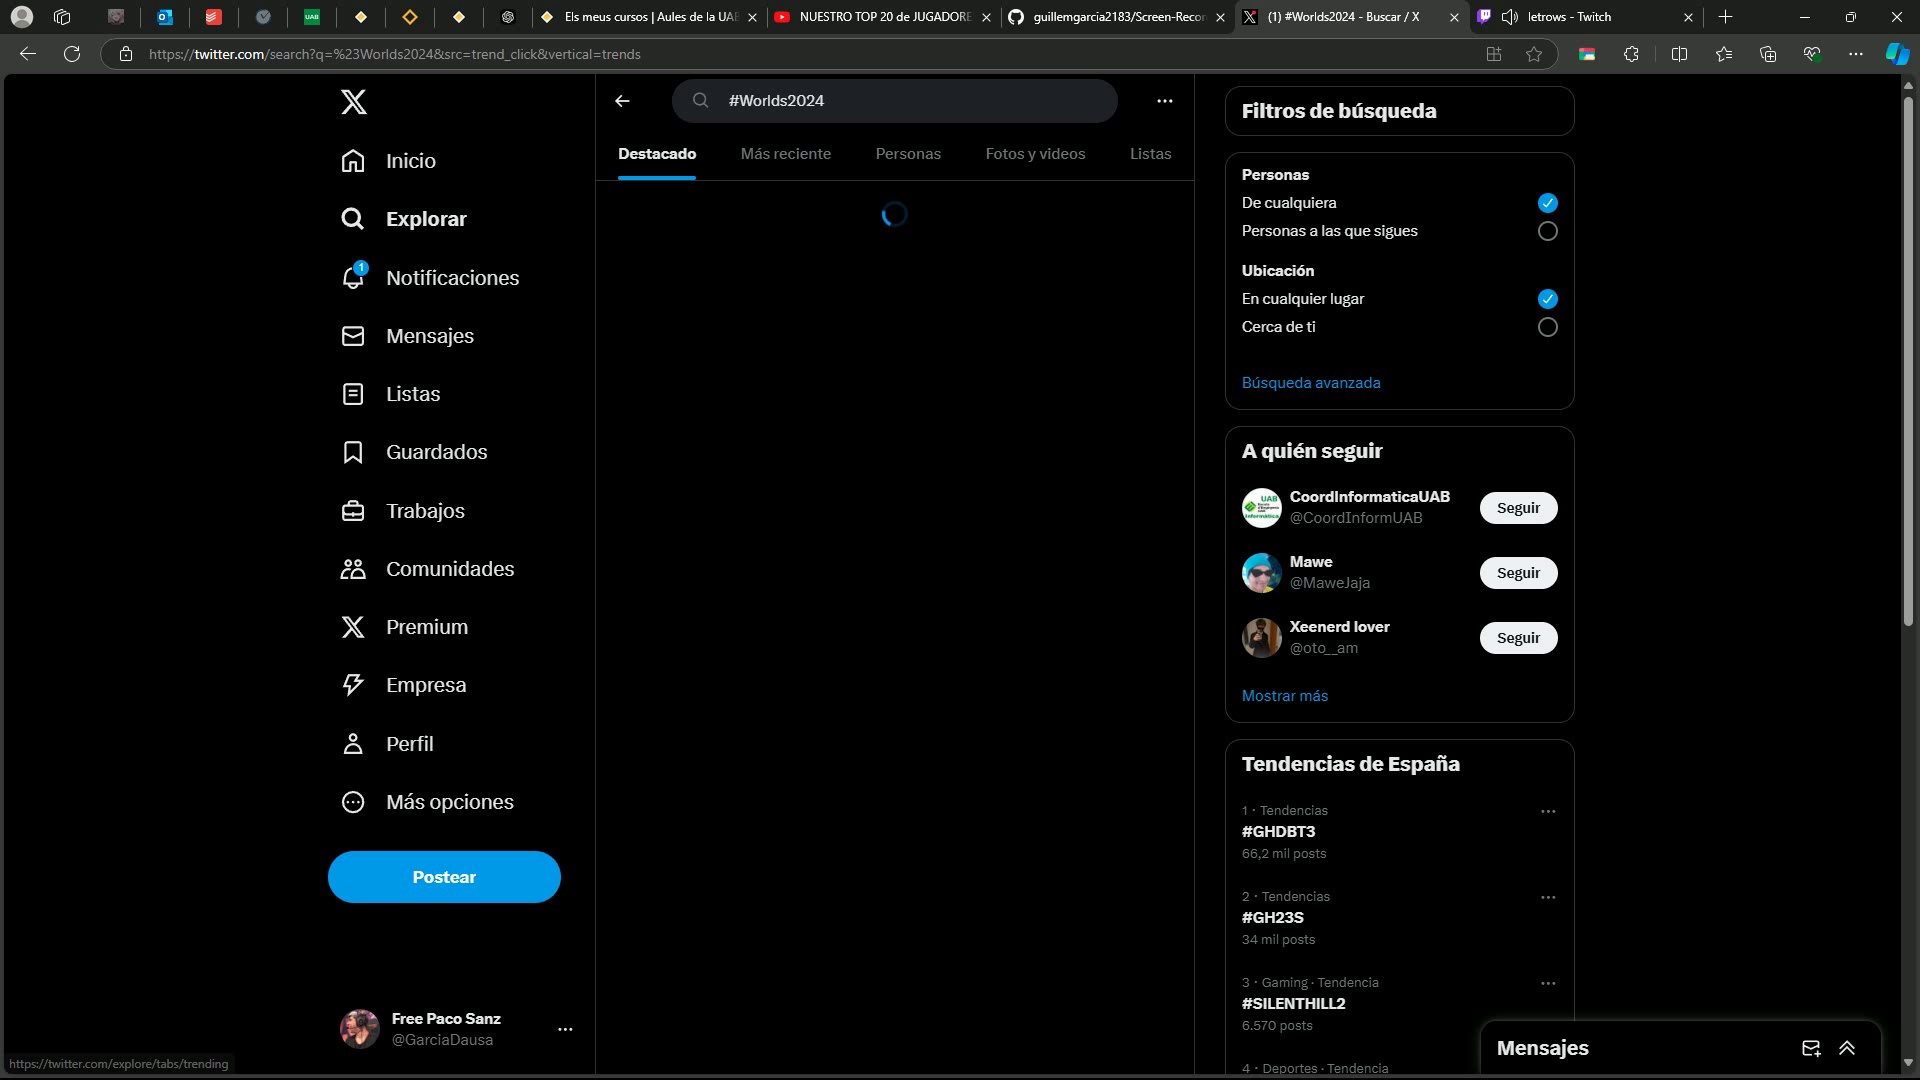 UAB
Els meus cursos | Aules de la UAB
NUESTRO TOP 20 de JUGADORE
guillemgarcia2183/Screen-Recor
(1) #Worlds2024 - Buscar / X
letrows - Twitch
https://twitter.com/search?q=%23Worlds2024&src=trend_click&vertical=trends
Inicio
Explorar
1
Notificaciones
Mensajes
Listas
Guardados
Trabajos
Comunidades
Premium
Empresa
Perfil
Más opciones
Postear
Free Paco Sanz
@GarciaDausa
https://twitter.com/explore/tabs/trending
#Worlds2024
Destacado
Más reciente
Personas
Fotos y videos
Listas
Filtros de búsqueda
Personas
De cualquiera
Personas a las que sigues
Ubicación
En cualquier lugar
Cerca de ti
Búsqueda avanzada
A quién seguir
UAB
CoordInformaticaUAB
@CoordInformUAB
Seguir
Mawe
@MaweJaja
Seguir
Xeenerd lover
@oto__am
Seguir
Mostrar más
Tendencias de España
1 · Tendencias
#GHDBT3
66,2 mil posts
2 · Tendencias
#GH23S
34 mil posts
3 · Gaming · Tendencia
#SILENTHILL2
6.570 posts
4 · Deportes · Tendencia
Mensajes